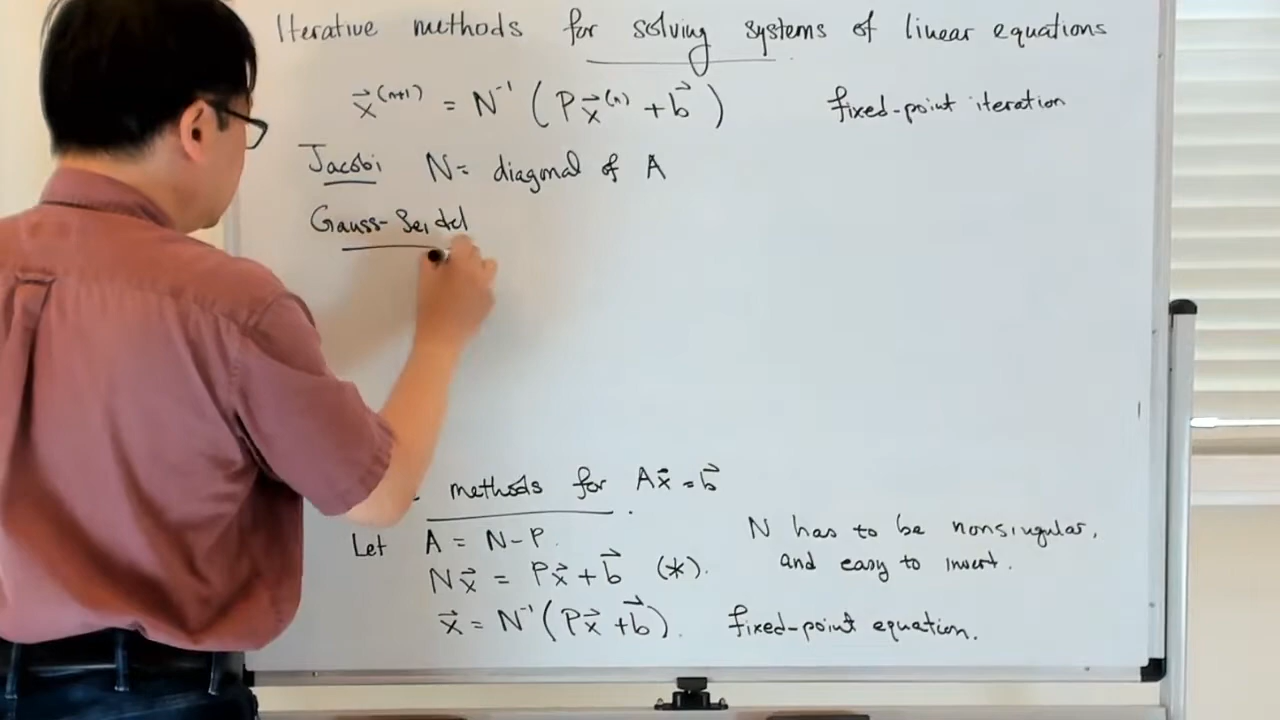 Iterative methods for solving systems of linear equations
x⃗^(n+1) = N⁻¹ ( P x⃗^(n) + b⃗ ) fixed-point iteration
Jacobi N = diagonal of A
Gauss-Seidel
methods for A x⃗ = b⃗
Let A = N - P.
N x⃗ = P x⃗ + b⃗ (*).
x⃗ = N⁻¹ ( P x⃗ + b⃗ ). fixed-point equation.
N has to be nonsingular,
and easy to invert.